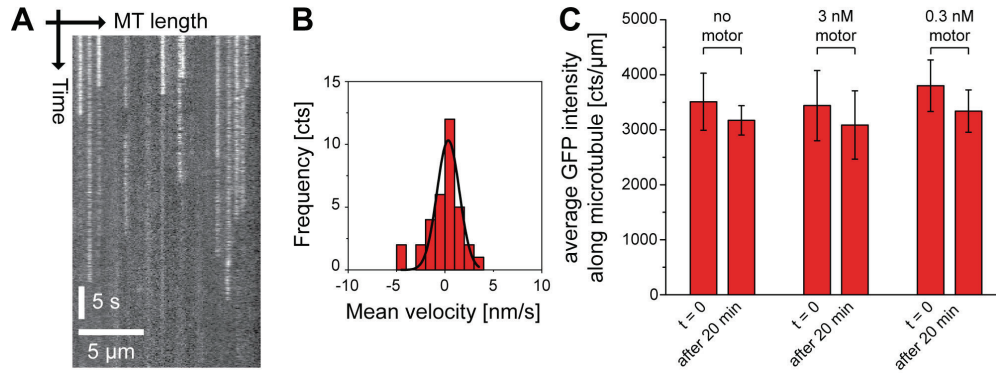 A
MT length
Time
5 s
5 µm
B
Frequency [cts]
15
10
5
0
-10
-5
0
5
10
Mean velocity [nm/s]
C
average GFP intensity
along microtubule [cts/µm]
5000
4000
3000
2000
1000
0
no
motor
3 nM
motor
0.3 nM
motor
t = 0
after 20 min
t = 0
after 20 min
t = 0
after 20 min